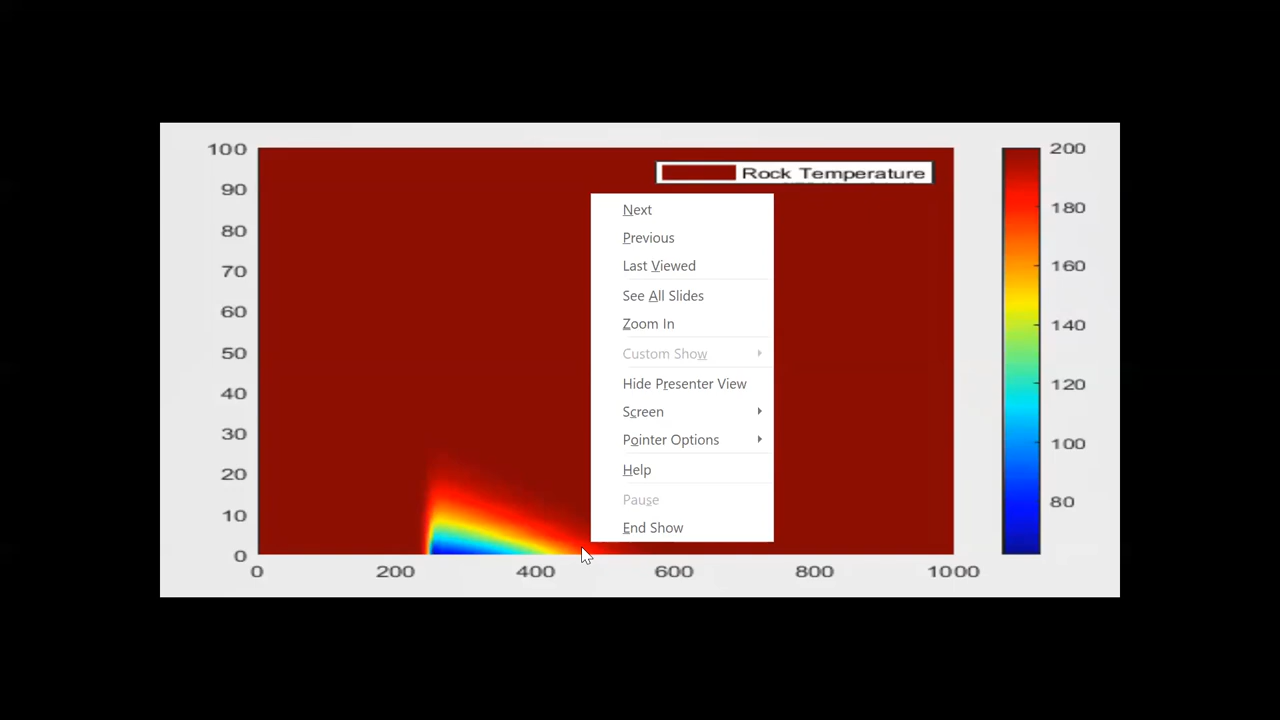 100
90
80
70
60
50
40
30
20
10
0
0 200 400 600 800 1000
Rock Temperature
200
180
160
140
120
100
80
Next
Previous
Last Viewed
See All Slides
Zoom In
Custom Show
Hide Presenter View
Screen
Pointer Options
Help
Pause
End Show